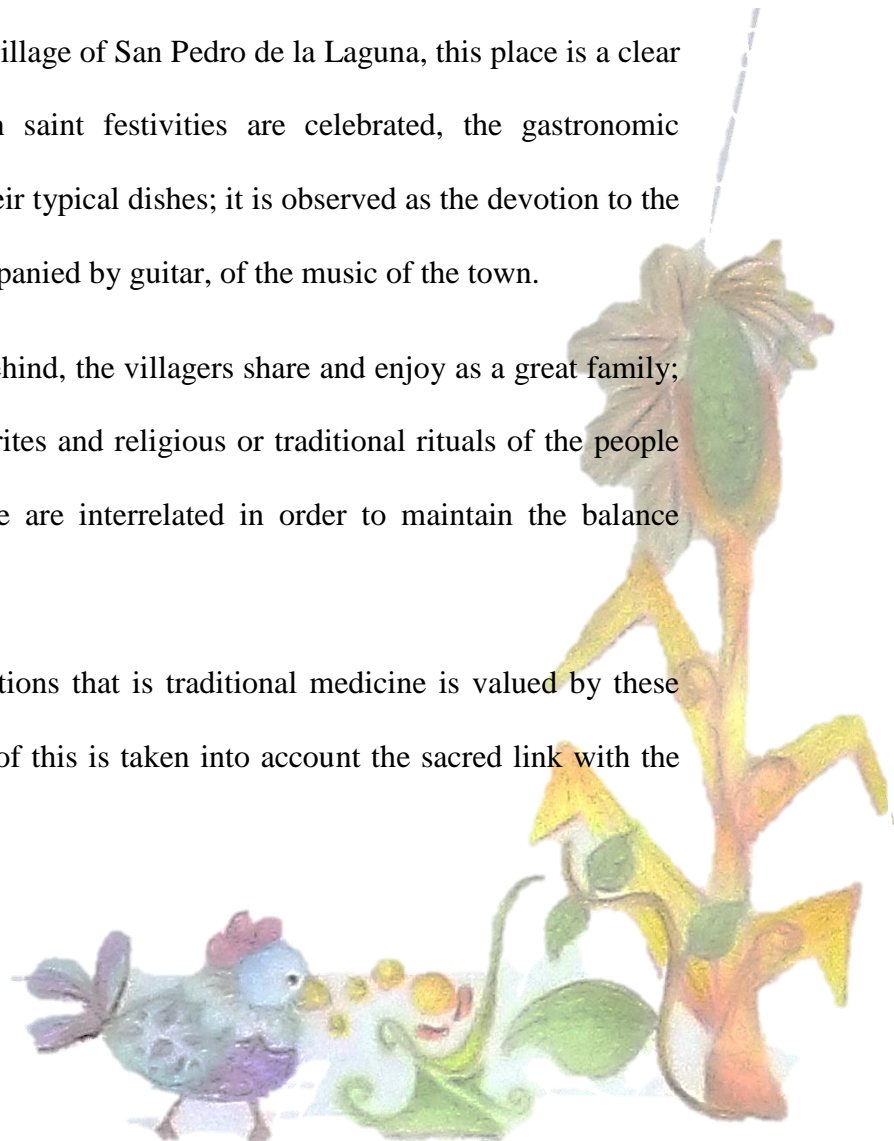 illage of San Pedro de la Laguna, this place is a clear
saint festivities are celebrated, the gastronomic
eir typical dishes; it is observed as the devotion to the
panied by guitar, of the music of the town.
ehind, the villagers share and enjoy as a great family;
rites and religious or traditional rituals of the people
e are interrelated in order to maintain the balance
tions that is traditional medicine is valued by these
of this is taken into account the sacred link with the